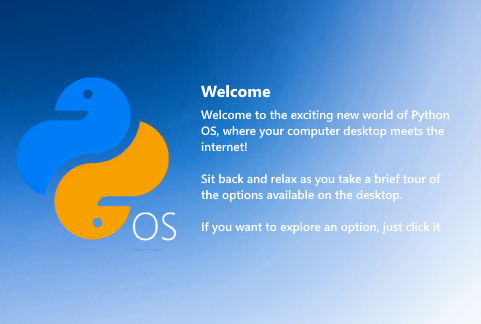 Welcome
Welcome to the exciting new world of Python
OS, where your computer desktop meets the
internet!
Sit back and relax as you take a brief tour of
the options available on the desktop.
If you want to explore an option, just click it
OS